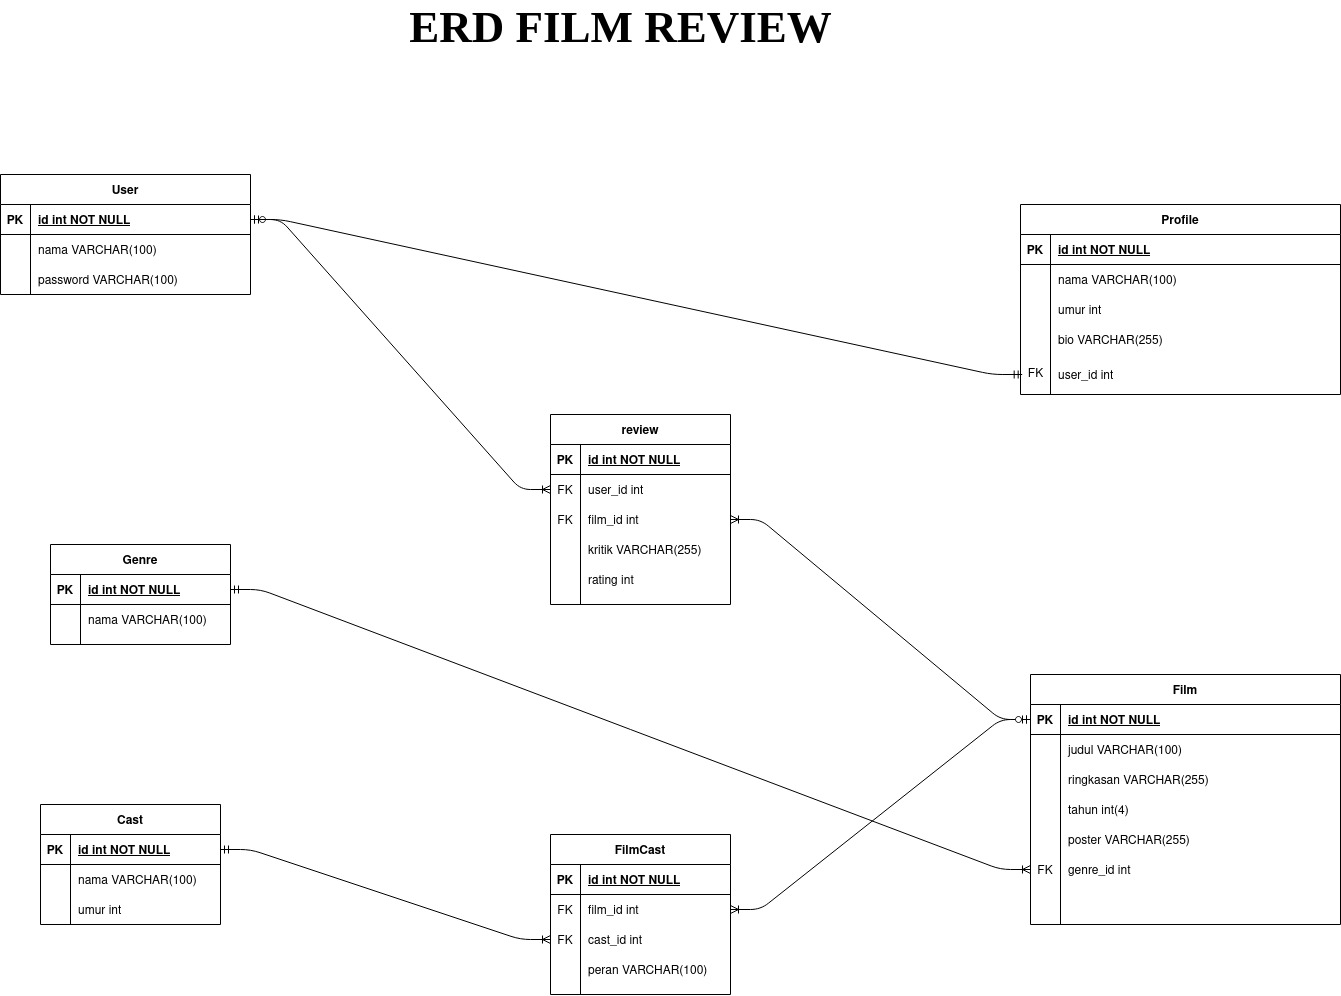 ERD FILM REVIEW
User
PK id int NOT NULL
nama VARCHAR(100)
password VARCHAR(100)
Profile
PK id int NOT NULL
nama VARCHAR(100)
umur int
bio VARCHAR(255)
FK user_id int
review
PK id int NOT NULL
FK user_id int
FK film_id int
kritik VARCHAR(255)
rating int
Genre
PK id int NOT NULL
nama VARCHAR(100)
Film
PK id int NOT NULL
judul VARCHAR(100)
ringkasan VARCHAR(255)
tahun int(4)
poster VARCHAR(255)
FK genre_id int
Cast
PK id int NOT NULL
nama VARCHAR(100)
umur int
FilmCast
PK id int NOT NULL
FK film_id int
FK cast_id int
peran VARCHAR(100)